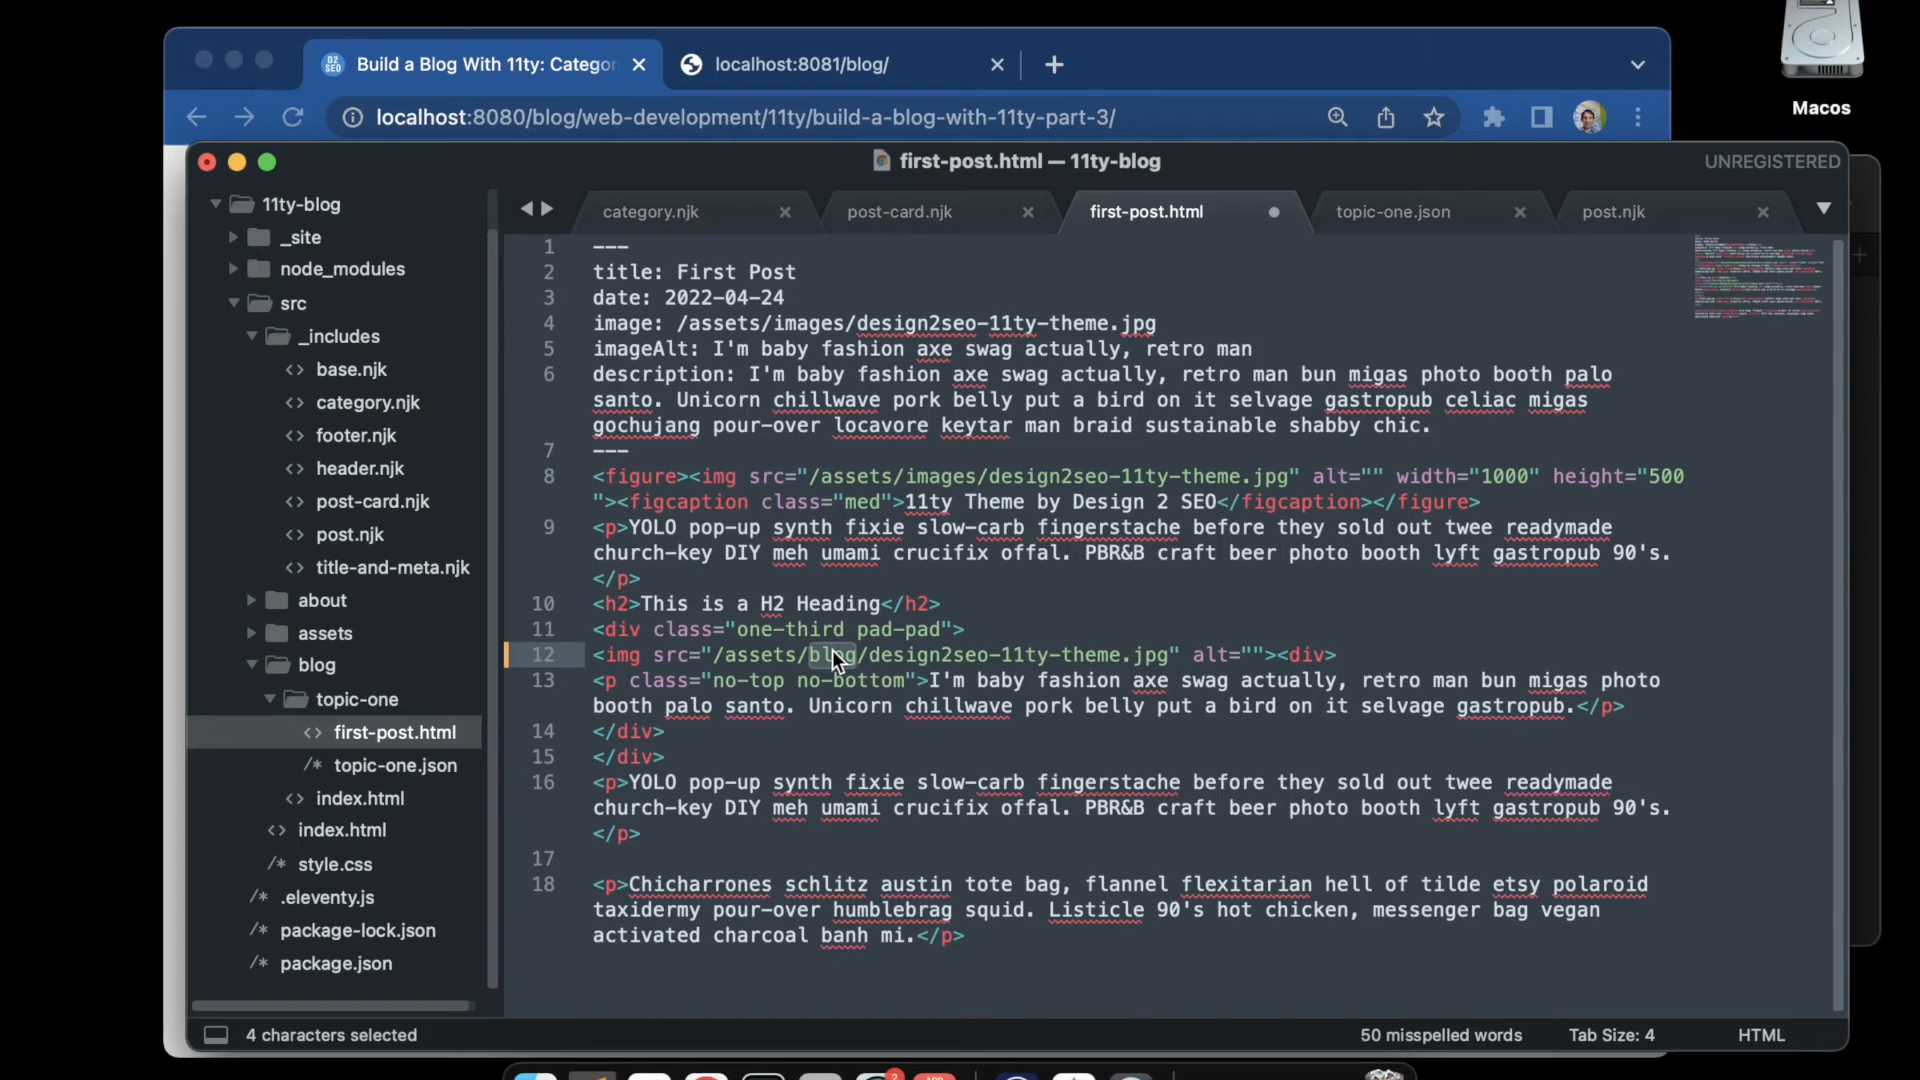 Macos
Build a Blog With 11ty: Catego
localhost:8081/blog/
localhost:8080/blog/web-development/11ty/build-a-blog-with-11ty-part-3/
first-post.html — 11ty-blog
UNREGISTERED
11ty-blog
_site
node_modules
src
_includes
base.njk
category.njk
footer.njk
header.njk
post-card.njk
post.njk
title-and-meta.njk
about
assets
blog
topic-one
first-post.html
topic-one.json
index.html
index.html
style.css
.eleventy.js
package-lock.json
package.json
category.njk
post-card.njk
first-post.html
topic-one.json
post.njk
1 ---
2 title: First Post
3 date: 2022-04-24
4 image: /assets/images/design2seo-11ty-theme.jpg
5 imageAlt: I'm baby fashion axe swag actually, retro man
6 description: I'm baby fashion axe swag actually, retro man bun migas photo booth palo
santo. Unicorn chillwave pork belly put a bird on it selvage gastropub celiac migas
gochujang pour-over locavore keytar man braid sustainable shabby chic.
7 ---
8 <figure><img src="/assets/images/design2seo-11ty-theme.jpg" alt="" width="1000" height="500
"><figcaption class="med">11ty Theme by Design 2 SEO</figcaption></figure>
9 <p>YOLO pop-up synth fixie slow-carb fingerstache before they sold out twee readymade
church-key DIY meh umami crucifix offal. PBR&B craft beer photo booth lyft gastropub 90's.
</p>
10 <h2>This is a H2 Heading</h2>
11 <div class="one-third pad-pad">
12 <img src="/assets/blog/design2seo-11ty-theme.jpg" alt=""><div>
13 <p class="no-top no-bottom">I'm baby fashion axe swag actually, retro man bun migas photo
booth palo santo. Unicorn chillwave pork belly put a bird on it selvage gastropub.</p>
14 </div>
15 </div>
16 <p>YOLO pop-up synth fixie slow-carb fingerstache before they sold out twee readymade
church-key DIY meh umami crucifix offal. PBR&B craft beer photo booth lyft gastropub 90's.
</p>
17
18 <p>Chicharrones schlitz austin tote bag, flannel flexitarian hell of tilde etsy polaroid
taxidermy pour-over humblebrag squid. Listicle 90's hot chicken, messenger bag vegan
activated charcoal banh mi.</p>
4 characters selected
50 misspelled words
Tab Size: 4
HTML
2